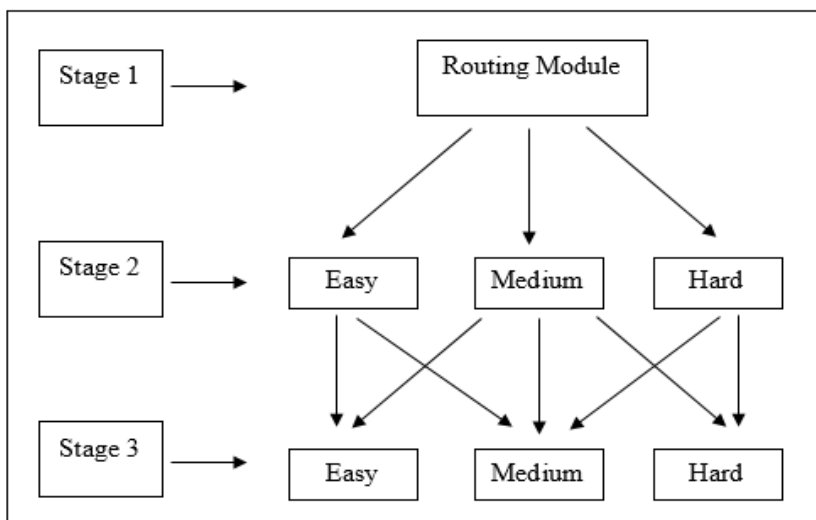 Stage 1
Routing Module
Stage 2
Easy
Medium
Hard
Stage 3
Easy
Medium
Hard